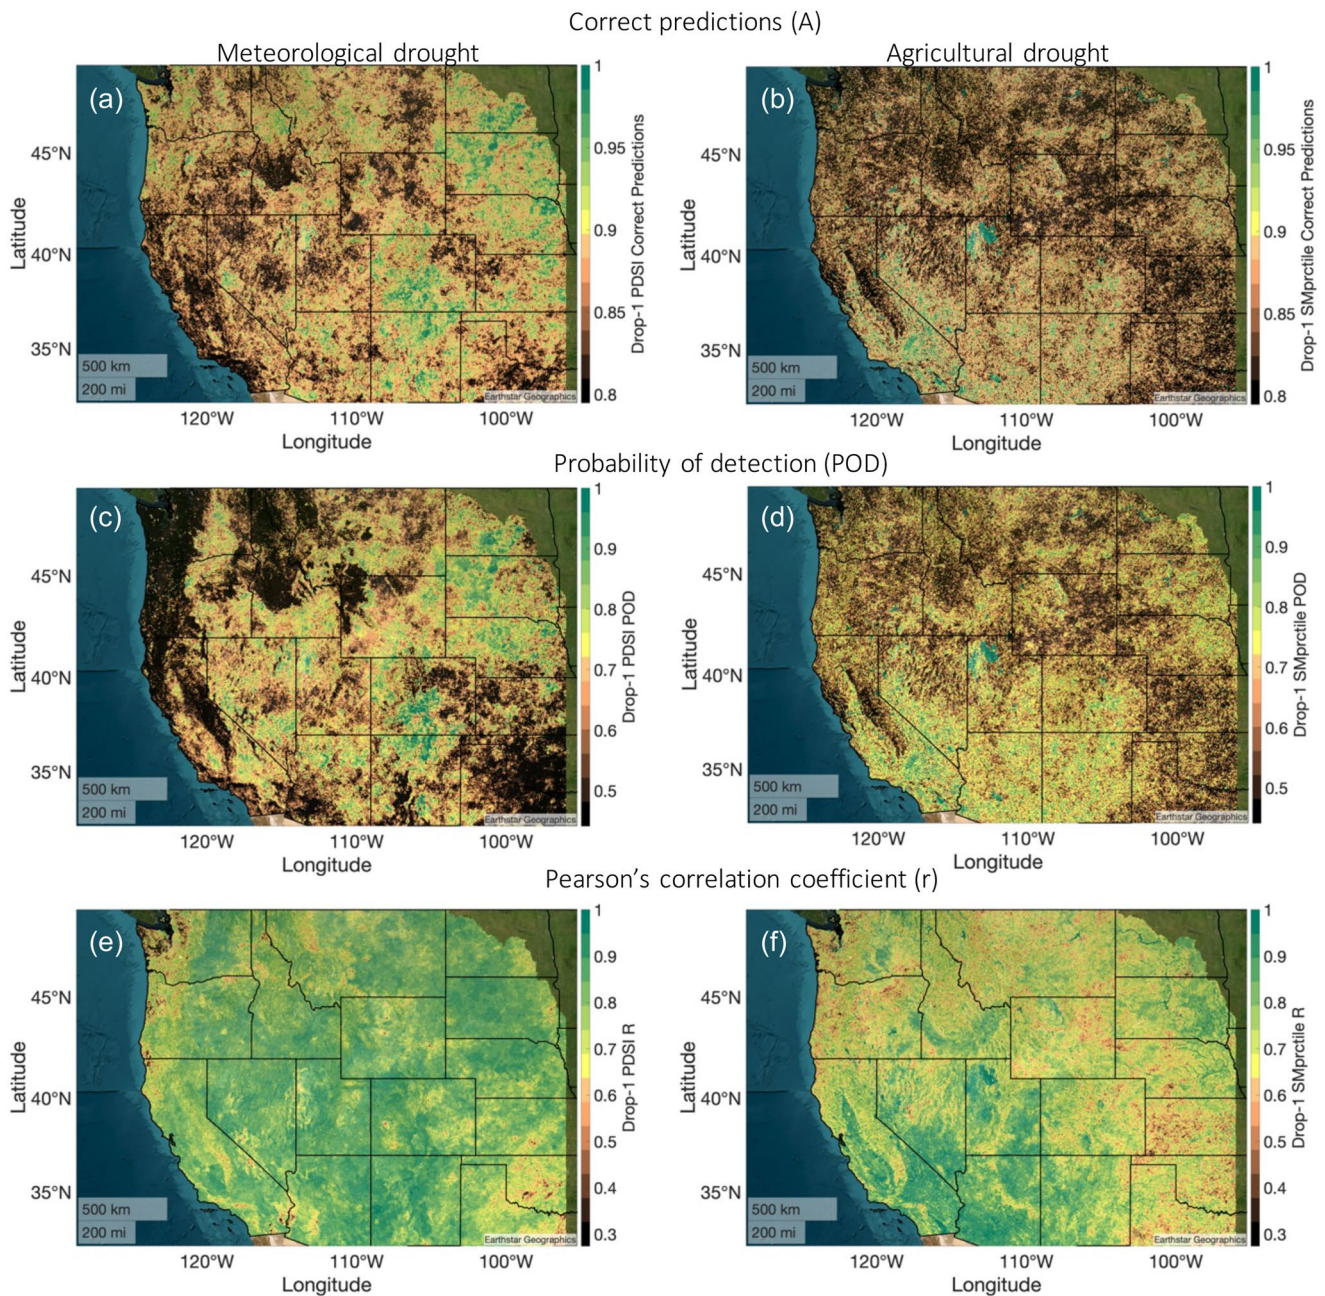 Correct predictions (A)
Meteorological drought
Agricultural drought
(a)
45°N
40°N
35°N
Latitude
500 km
200 mi
Earthstar Geographics
120°W 110°W 100°W
Longitude
1
0.95
0.9
0.85
0.8
Drop-1 PDSI Correct Predictions
(b)
45°N
40°N
35°N
Latitude
500 km
200 mi
Earthstar Geographics
120°W 110°W 100°W
Longitude
1
0.95
0.9
0.85
0.8
Drop-1 SMprctile Correct Predictions
Probability of detection (POD)
(c)
45°N
40°N
35°N
Latitude
500 km
200 mi
Earthstar Geographics
120°W 110°W 100°W
Longitude
1
0.9
0.8
0.7
0.6
0.5
Drop-1 PDSI POD
(d)
45°N
40°N
35°N
Latitude
500 km
200 mi
Earthstar Geographics
120°W 110°W 100°W
Longitude
1
0.9
0.8
0.7
0.6
0.5
Drop-1 SMprctile POD
Pearson’s correlation coefficient (r)
(e)
45°N
40°N
35°N
Latitude
500 km
200 mi
Earthstar Geographics
120°W 110°W 100°W
Longitude
1
0.9
0.8
0.7
0.6
0.5
0.4
0.3
Drop-1 PDSI R
(f)
45°N
40°N
35°N
Latitude
500 km
200 mi
Earthstar Geographics
120°W 110°W 100°W
Longitude
1
0.9
0.8
0.7
0.6
0.5
0.4
0.3
Drop-1 SMprctile R